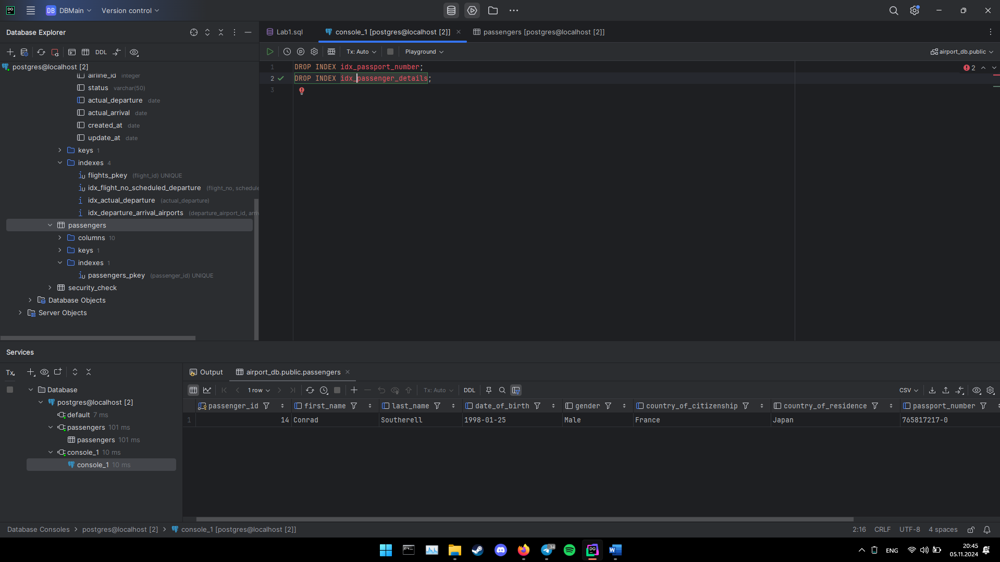 DG DB DBMain Version control
Database Explorer
DDL
postgres@localhost [2]
airline_id integer
status varchar(50)
actual_departure date
actual_arrival date
created_at date
update_at date
keys 1
indexes 4
flights_pkey (flight_id) UNIQUE
idx_flight_no_scheduled_departure (flight_no, schedule
idx_actual_departure (actual_departure)
idx_departure_arrival_airports (departure_airport_id, arriv
passengers
columns 10
keys 1
indexes 1
passengers_pkey (passenger_id) UNIQUE
security_check
Database Objects
Server Objects
Lab1.sql console_1 [postgres@localhost [2]] passengers [postgres@localhost [2]]
Tx: Auto Playground airport_db.public
1 DROP INDEX idx_passport_number; 2
2 DROP INDEX idx_passenger_details;
3
Services
Tx
Database
postgres@localhost [2]
default 7 ms
passengers 101 ms
passengers 101 ms
console_1 10 ms
console_1 10 ms
Output airport_db.public.passengers
1 row Tx: Auto DDL CSV
passenger_id first_name last_name date_of_birth gender country_of_citizenship country_of_residence passport_number
1 14 Conrad Southerell 1998-01-25 Male France Japan 765817217-0
Database Consoles > postgres@localhost [2] > console_1 [postgres@localhost [2]] 2:16 CRLF UTF-8 4 spaces
34 DG W ENG 20:45
05.11.2024